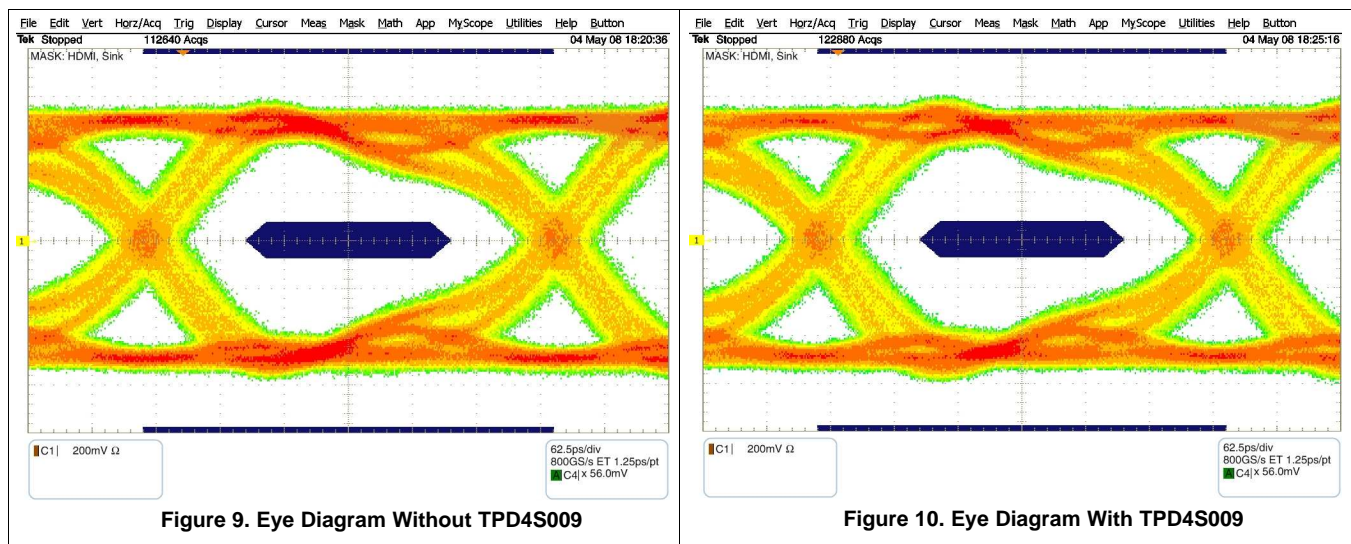 File Edit Vert Horz/Acq Trig Display Cursor Meas Mask Math App MyScope Utilities Help Button
Tek Stopped 112640 Acqs 04 May 08 18:20:36
MASK: HDMI, Sink
1
C1 200mV Ω
62.5ps/div
800GS/s ET 1.25ps/pt
A C4 x 56.0mV
Figure 9. Eye Diagram Without TPD4S009
File Edit Vert Horz/Acq Trig Display Cursor Meas Mask Math App MyScope Utilities Help Button
Tek Stopped 122880 Acqs 04 May 08 18:25:16
MASK: HDMI, Sink
1
C1 200mV Ω
62.5ps/div
800GS/s ET 1.25ps/pt
A C4 x 56.0mV
Figure 10. Eye Diagram With TPD4S009